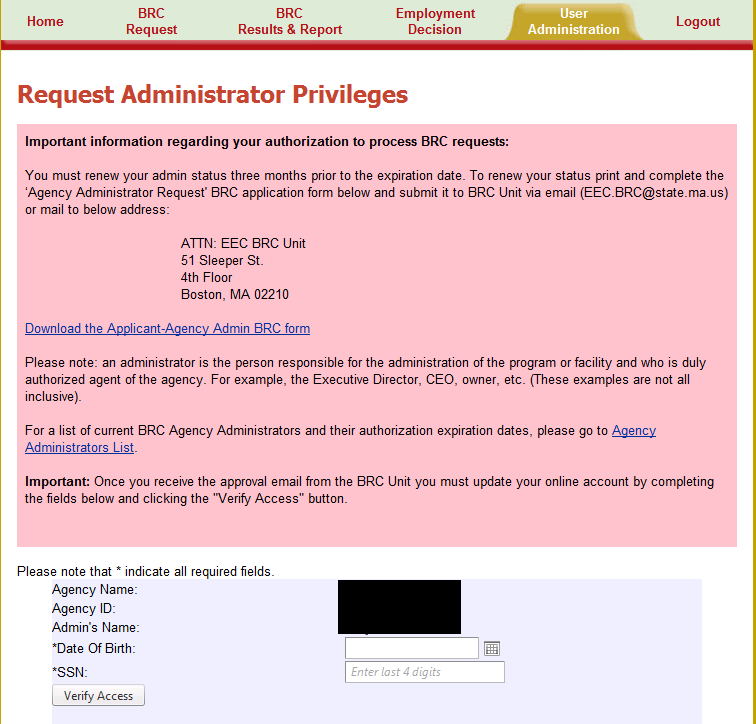 Home
BRC
Request
BRC
Results & Report
Employment
Decision
User
Administration
Logout
Request Administrator Privileges
Important information regarding your authorization to process BRC requests:
You must renew your admin status three months prior to the expiration date. To renew your status print and complete the
'Agency Administrator Request' BRC application form below and submit it to BRC Unit via email (EEC.BRC@state.ma.us)
or mail to below address:
ATTN: EEC BRC Unit
51 Sleeper St.
4th Floor
Boston, MA 02210
Download the Applicant-Agency Admin BRC form
Please note: an administrator is the person responsible for the administration of the program or facility and who is duly
authorized agent of the agency. For example, the Executive Director, CEO, owner, etc. (These examples are not all
inclusive).
For a list of current BRC Agency Administrators and their authorization expiration dates, please go to Agency
Administrators List.
Important: Once you receive the approval email from the BRC Unit you must update your online account by completing
the fields below and clicking the "Verify Access" button.
Please note that * indicate all required fields.
Agency Name:
Agency ID:
Admin's Name:
*Date Of Birth:
*SSN:
Enter last 4 digits
Verify Access